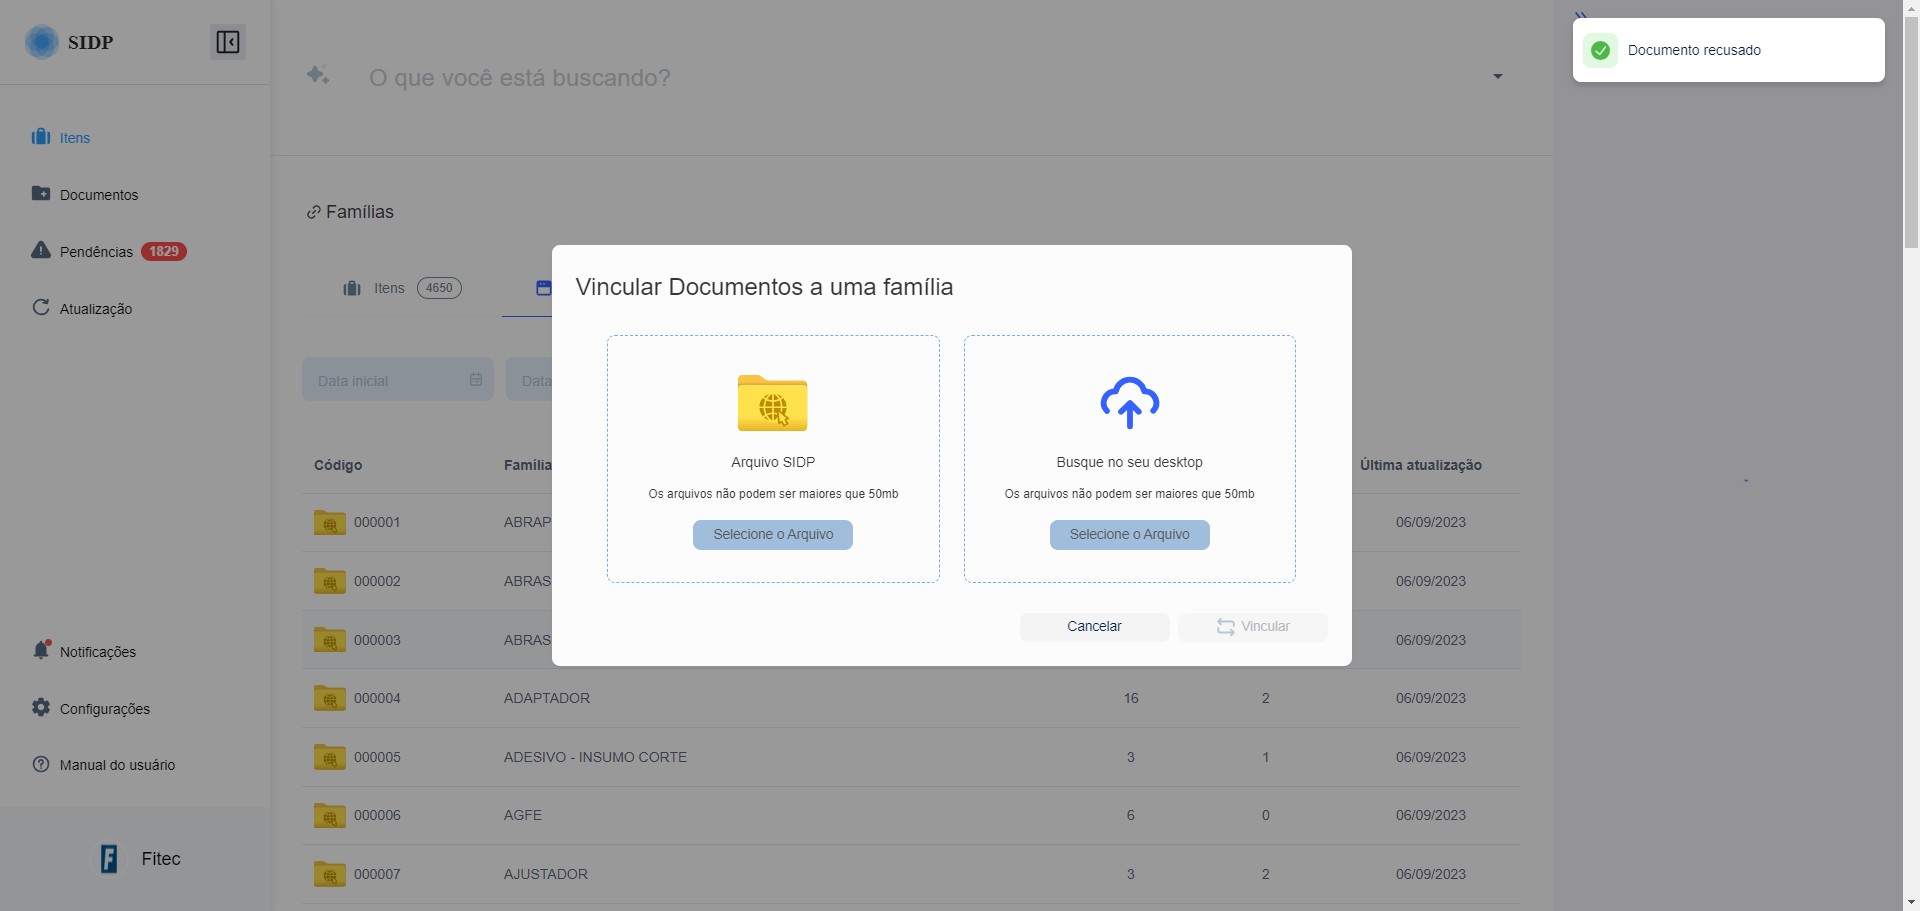 SIDP
Itens
Documentos
Pendências 1829
Atualização
Notificações
Configurações
Manual do usuário
Fitec
O que você está buscando?
Famílias
Itens 4650
Data inicial
Data
Código Família Última atualização
000001 ABRAP 06/09/2023
000002 ABRAS 06/09/2023
000003 ABRAS 06/09/2023
000004 ADAPTADOR 16 2 06/09/2023
000005 ADESIVO - INSUMO CORTE 3 1 06/09/2023
000006 AGFE 6 0 06/09/2023
000007 AJUSTADOR 3 2 06/09/2023
Vincular Documentos a uma família
Arquivo SIDP
Os arquivos não podem ser maiores que 50mb
Selecione o Arquivo
Busque no seu desktop
Os arquivos não podem ser maiores que 50mb
Selecione o Arquivo
Cancelar
Vincular
Documento recusado